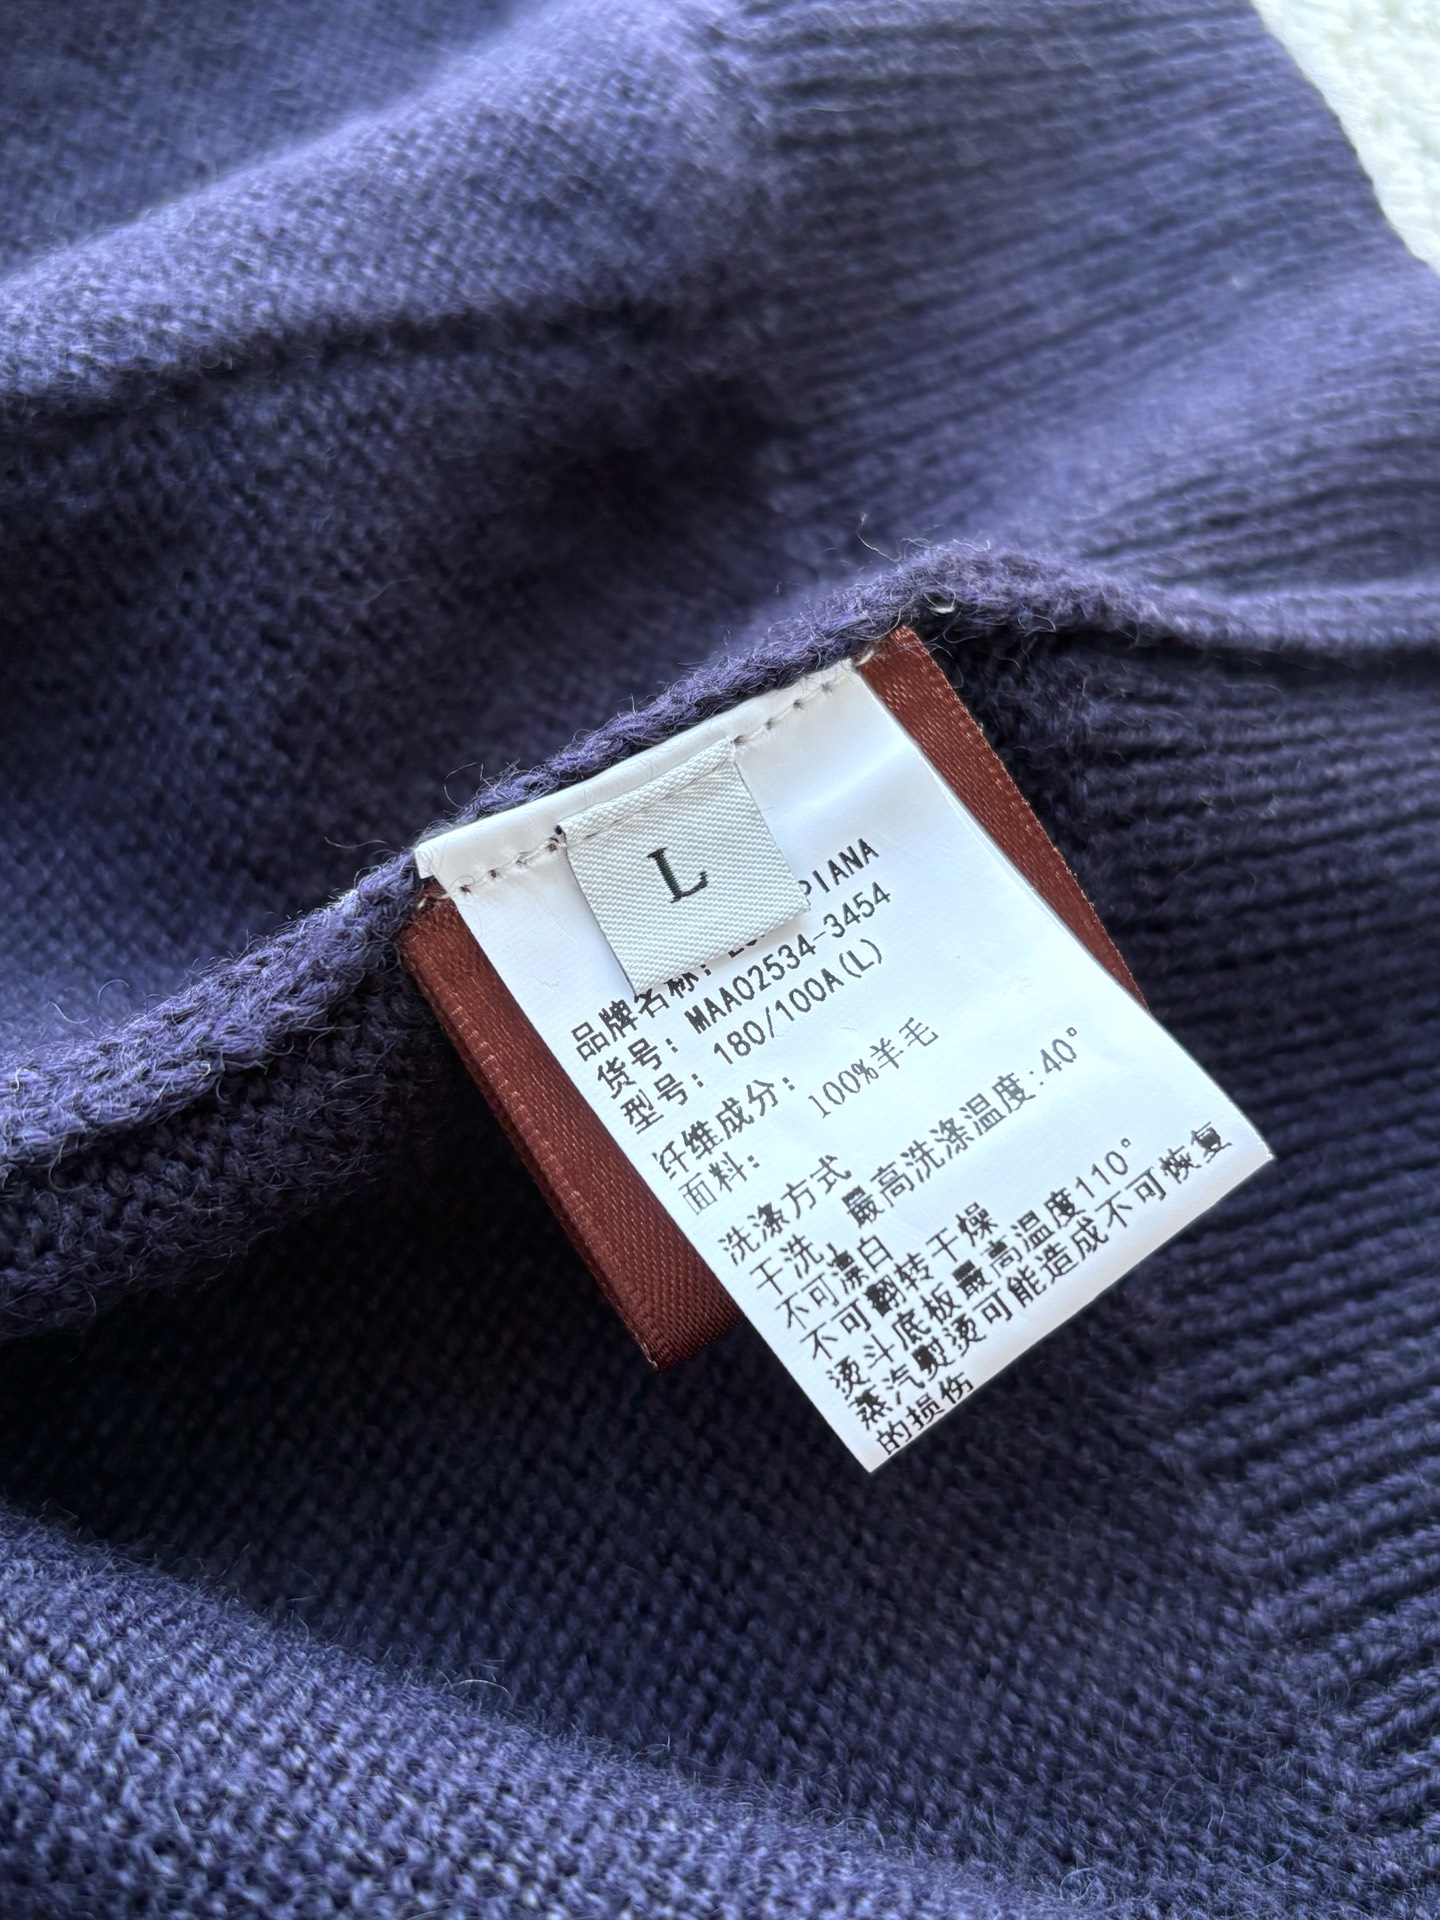 L
品牌名称: PIANA
货号: MAA02534-3454
型号: 180/100A(L)
纤维成分:
面料: 100%羊毛
洗涤方式
干洗, 最高洗涤温度:40°
不可漂白
不可翻转干燥
烫斗底板最高温度110°
蒸汽熨烫可能造成不可恢复
的损伤